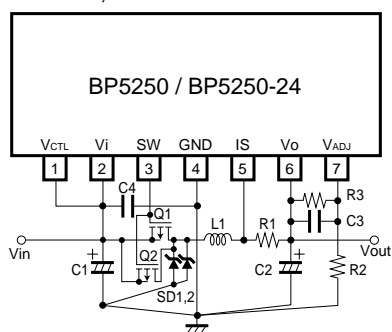 BP5250 / BP5250-24
VCTL Vi SW GND IS Vo VADJ
1 2 3 4 5 6 7
C4
R3
Q1
L1
R1
C3
Vin
Vout
+
C1
Q2
+
C2
R2
SD1,2